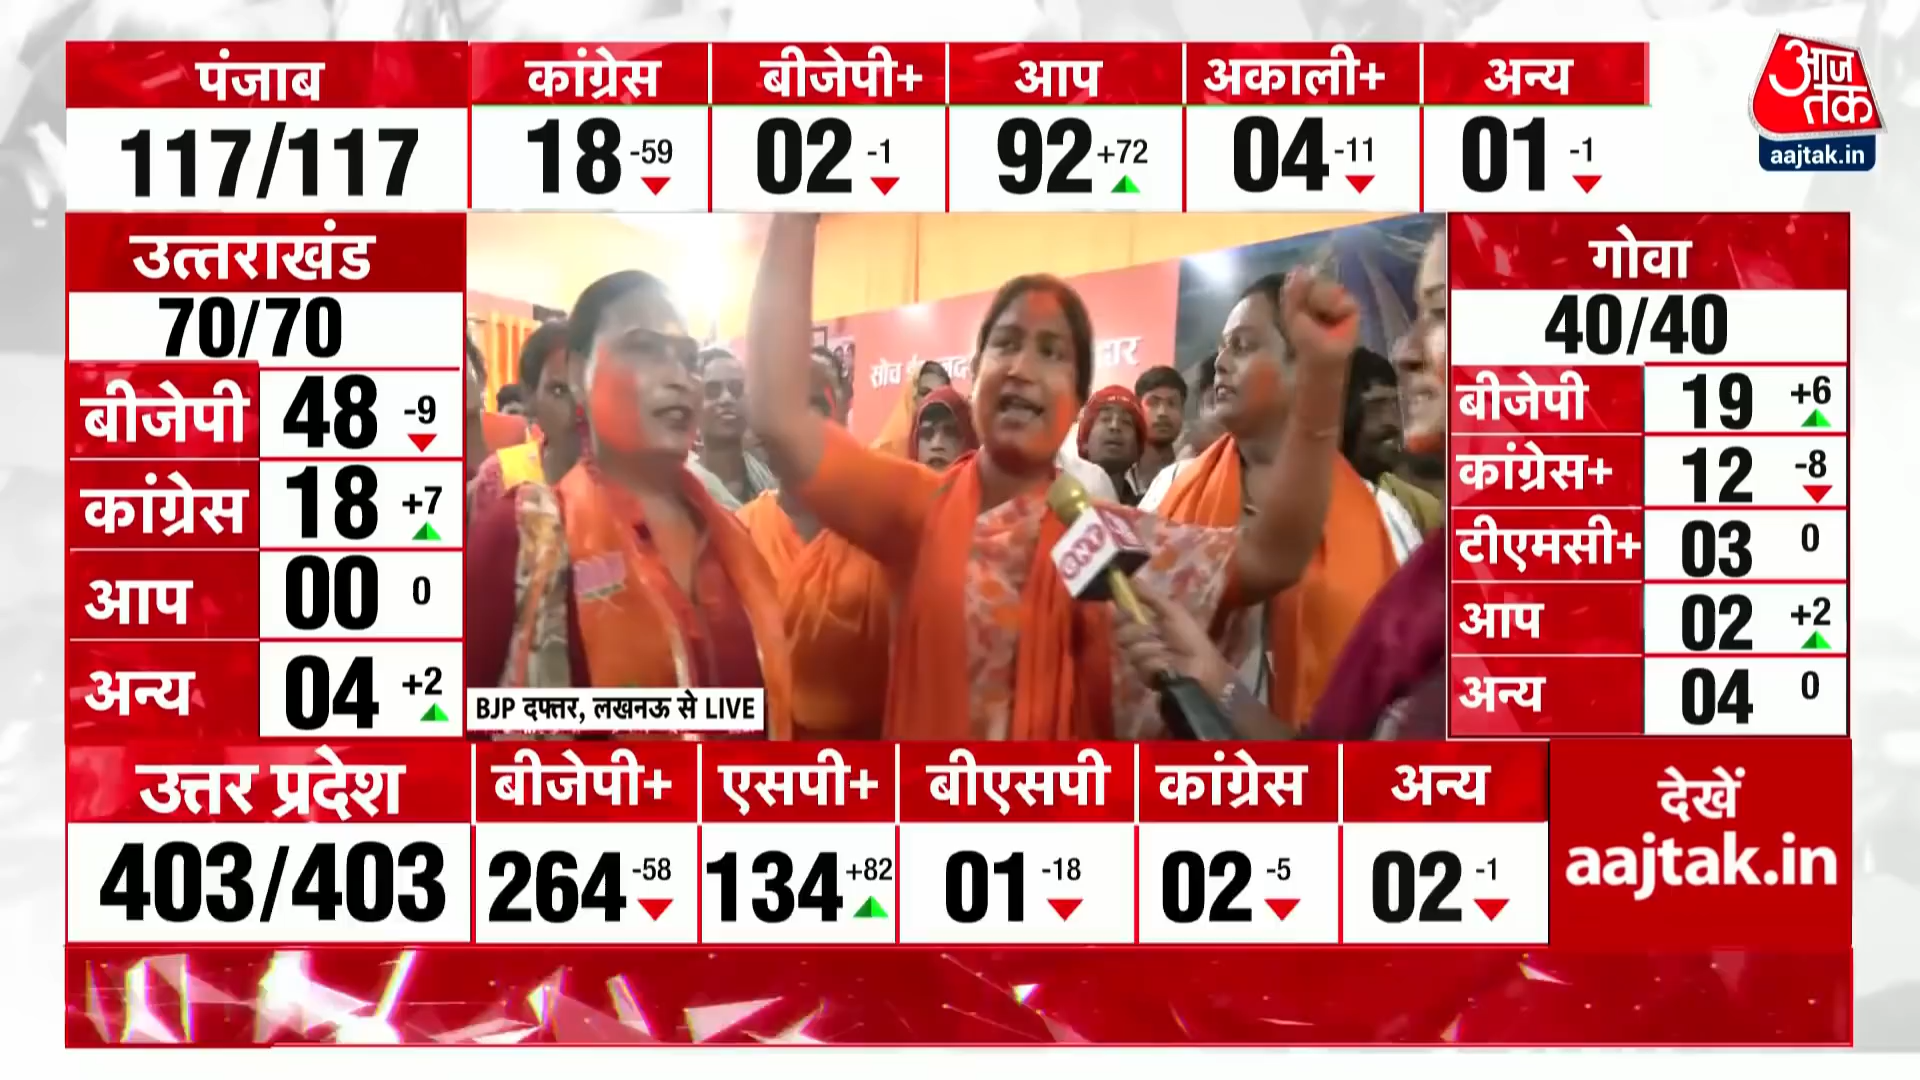 पंजाब
117/117
कांग्रेस
18 -59
बीजेपी+
02 -1
आप
92 +72
अकाली+
04 -11
अन्य
01 -1
आज
तक
aajtak.in
उत्तराखंड
70/70
बीजेपी 48 -9
कांग्रेस 18 +7
आप 00 0
अन्य 04 +2
सोच
BJP दफ्तर, लखनऊ से LIVE
गोवा
40/40
बीजेपी 19 +6
कांग्रेस+ 12 -8
टीएमसी+ 03 0
आप 02 +2
अन्य 04 0
उत्तर प्रदेश
403/403
बीजेपी+
264 -58
एसपी+
134 +82
बीएसपी
01 -18
कांग्रेस
02 -5
अन्य
02 -1
देखें
aajtak.in